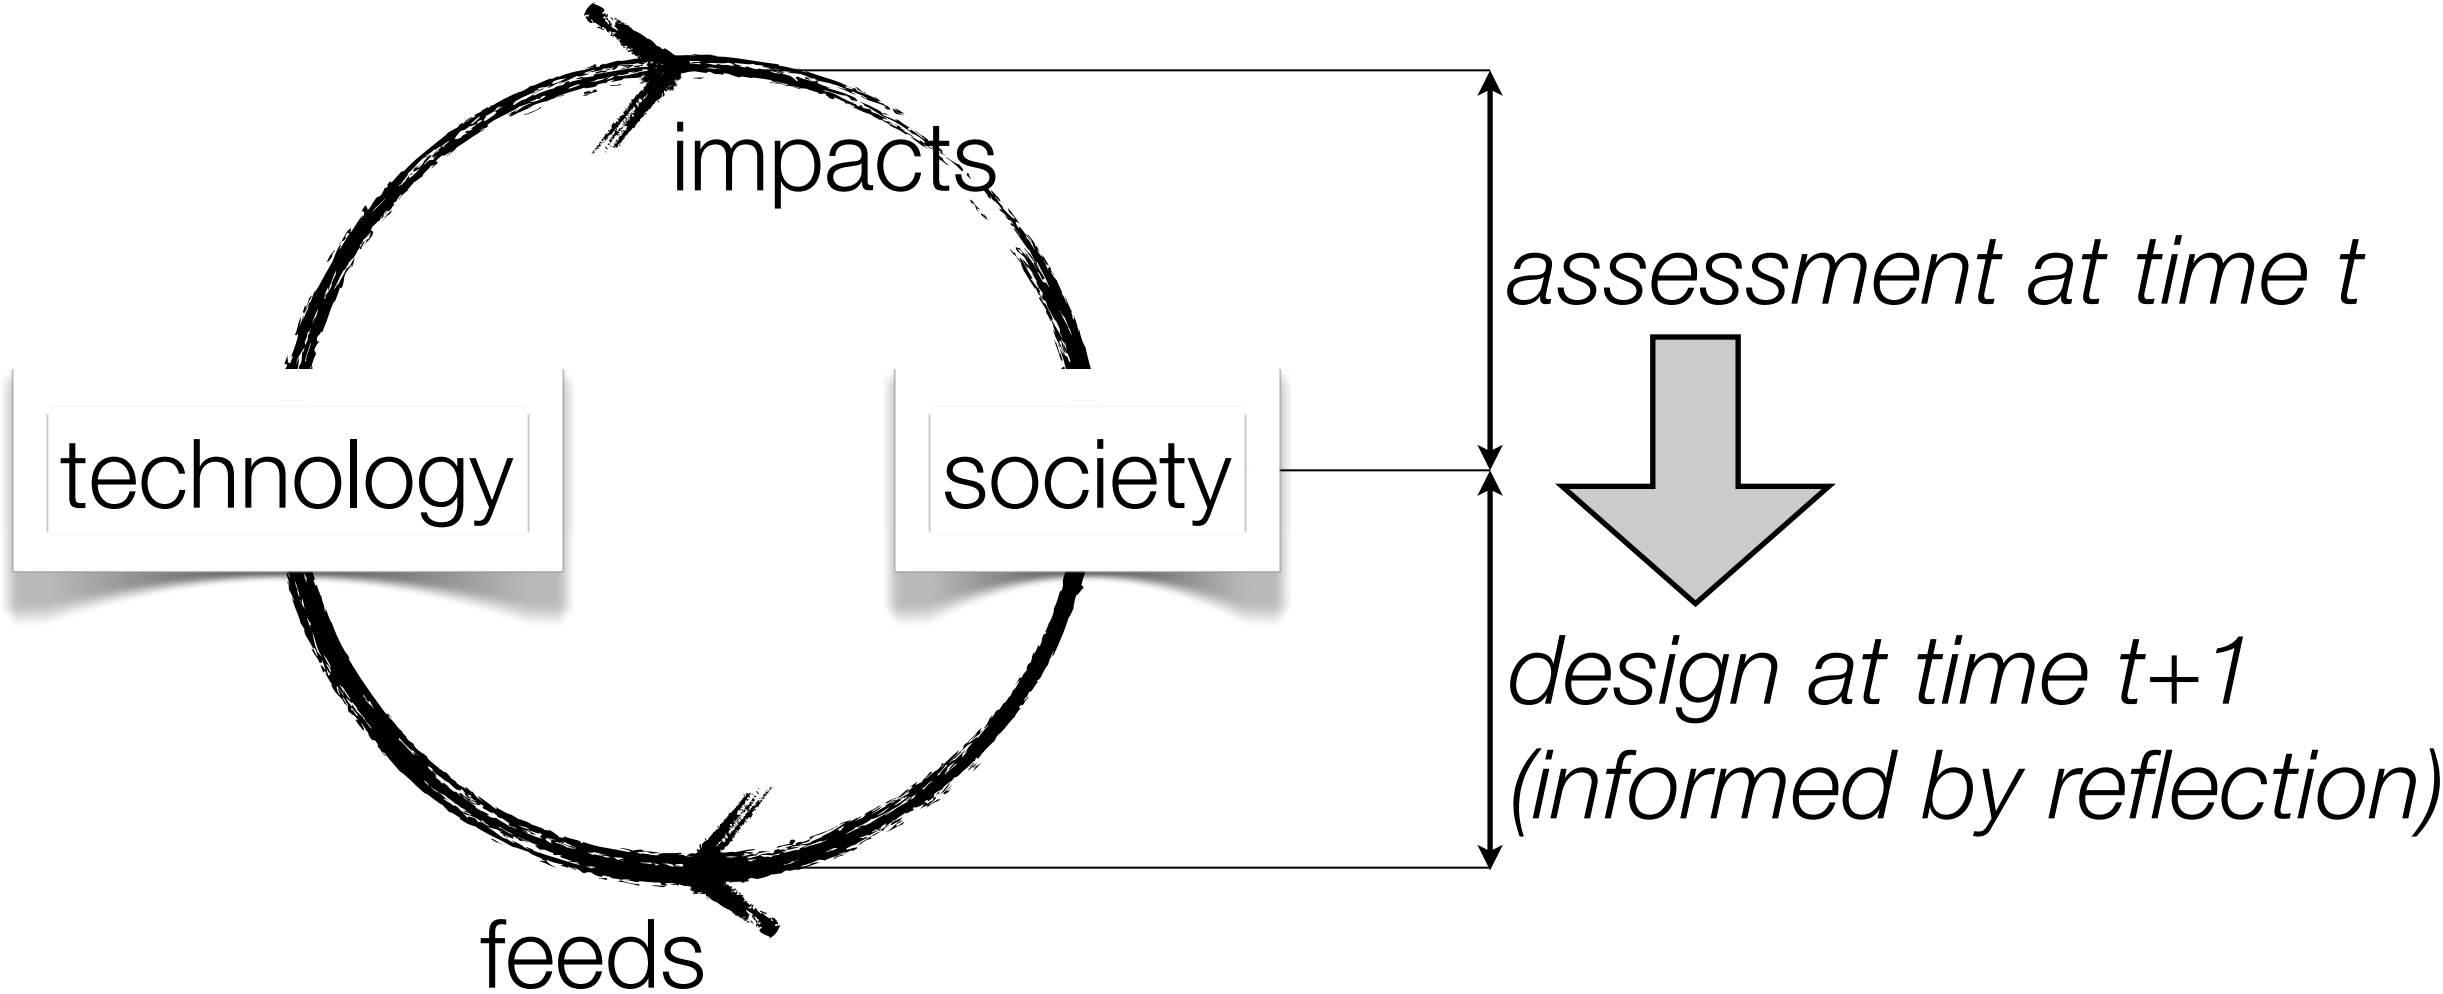 impacts
assessment at time t
technology
society
design at time t+1
(informed by reflection)
feeds